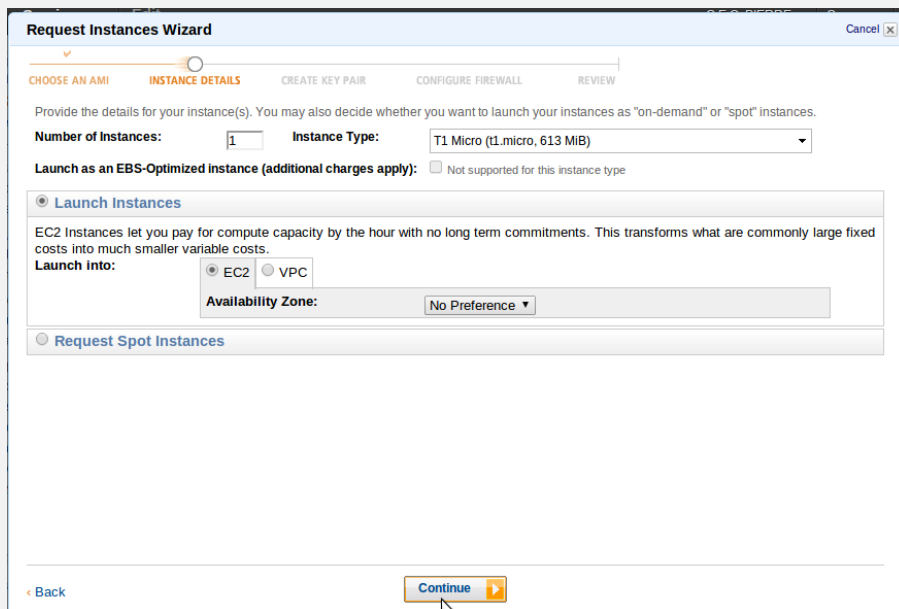 Request Instances Wizard
Cancel
CHOOSE AN AMI INSTANCE DETAILS CREATE KEY PAIR CONFIGURE FIREWALL REVIEW
Provide the details for your instance(s). You may also decide whether you want to launch your instances as "on-demand" or "spot" instances.
Number of Instances: 1 Instance Type: T1 Micro (t1.micro, 613 MiB)
Launch as an EBS-Optimized instance (additional charges apply): Not supported for this instance type
Launch Instances
EC2 Instances let you pay for compute capacity by the hour with no long term commitments. This transforms what are commonly large fixed
costs into much smaller variable costs.
Launch into: EC2 VPC
Availability Zone: No Preference
Request Spot Instances
‹ Back Continue